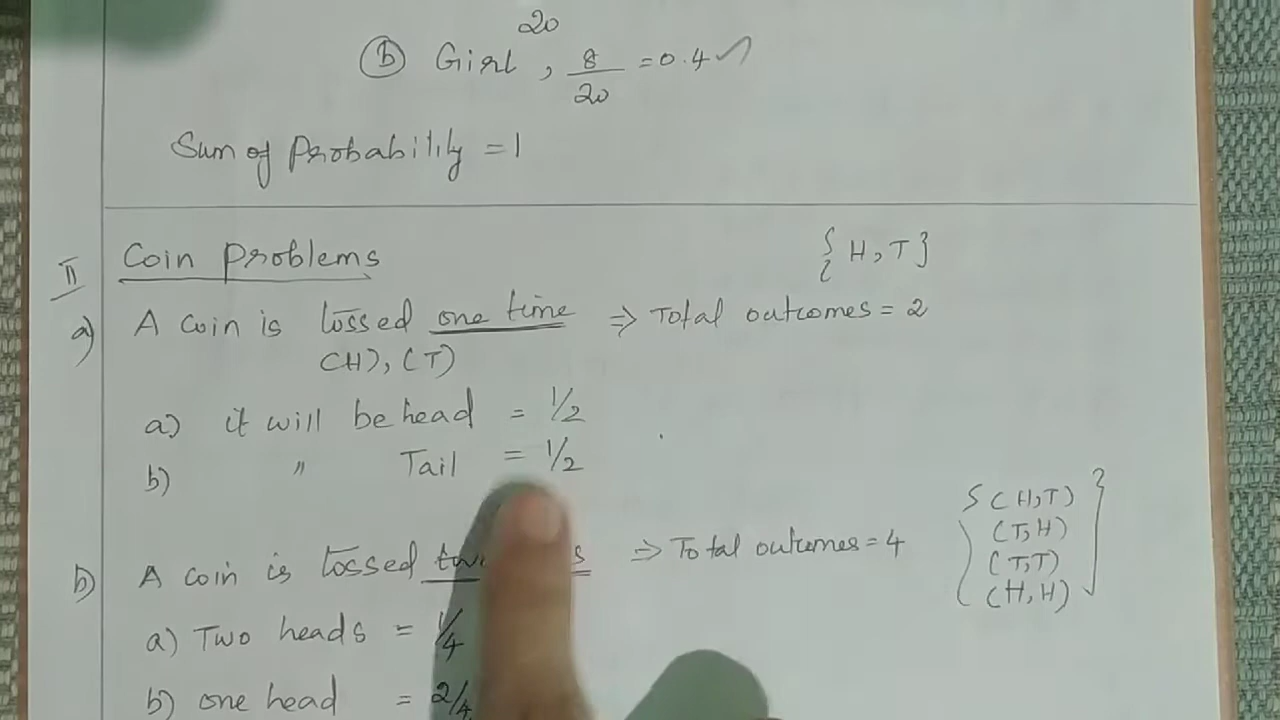 20
(b) Girl, 8/20 = 0.4
Sum of Probability = 1
II Coin Problems
{H,T}
a) A coin is tossed one time ⇒ Total outcomes = 2
(H), (T)
a) it will be head = 1/2
b) " Tail = 1/2
b) A coin is tossed ⇒ Total outcomes = 4
{(H,T)
(T,H)
(T,T)
(H,H)}
a) Two heads = 1/4
b) one head = 2/4